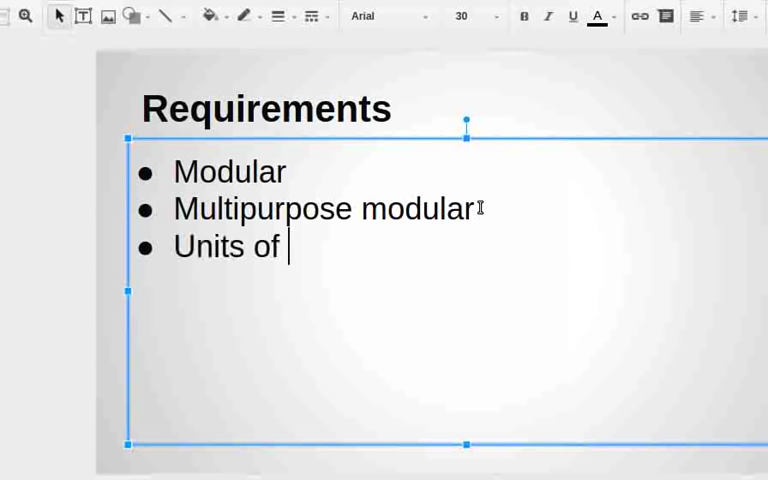 Arial 30 B I U A
Requirements
● Modular
● Multipurpose modular
● Units of